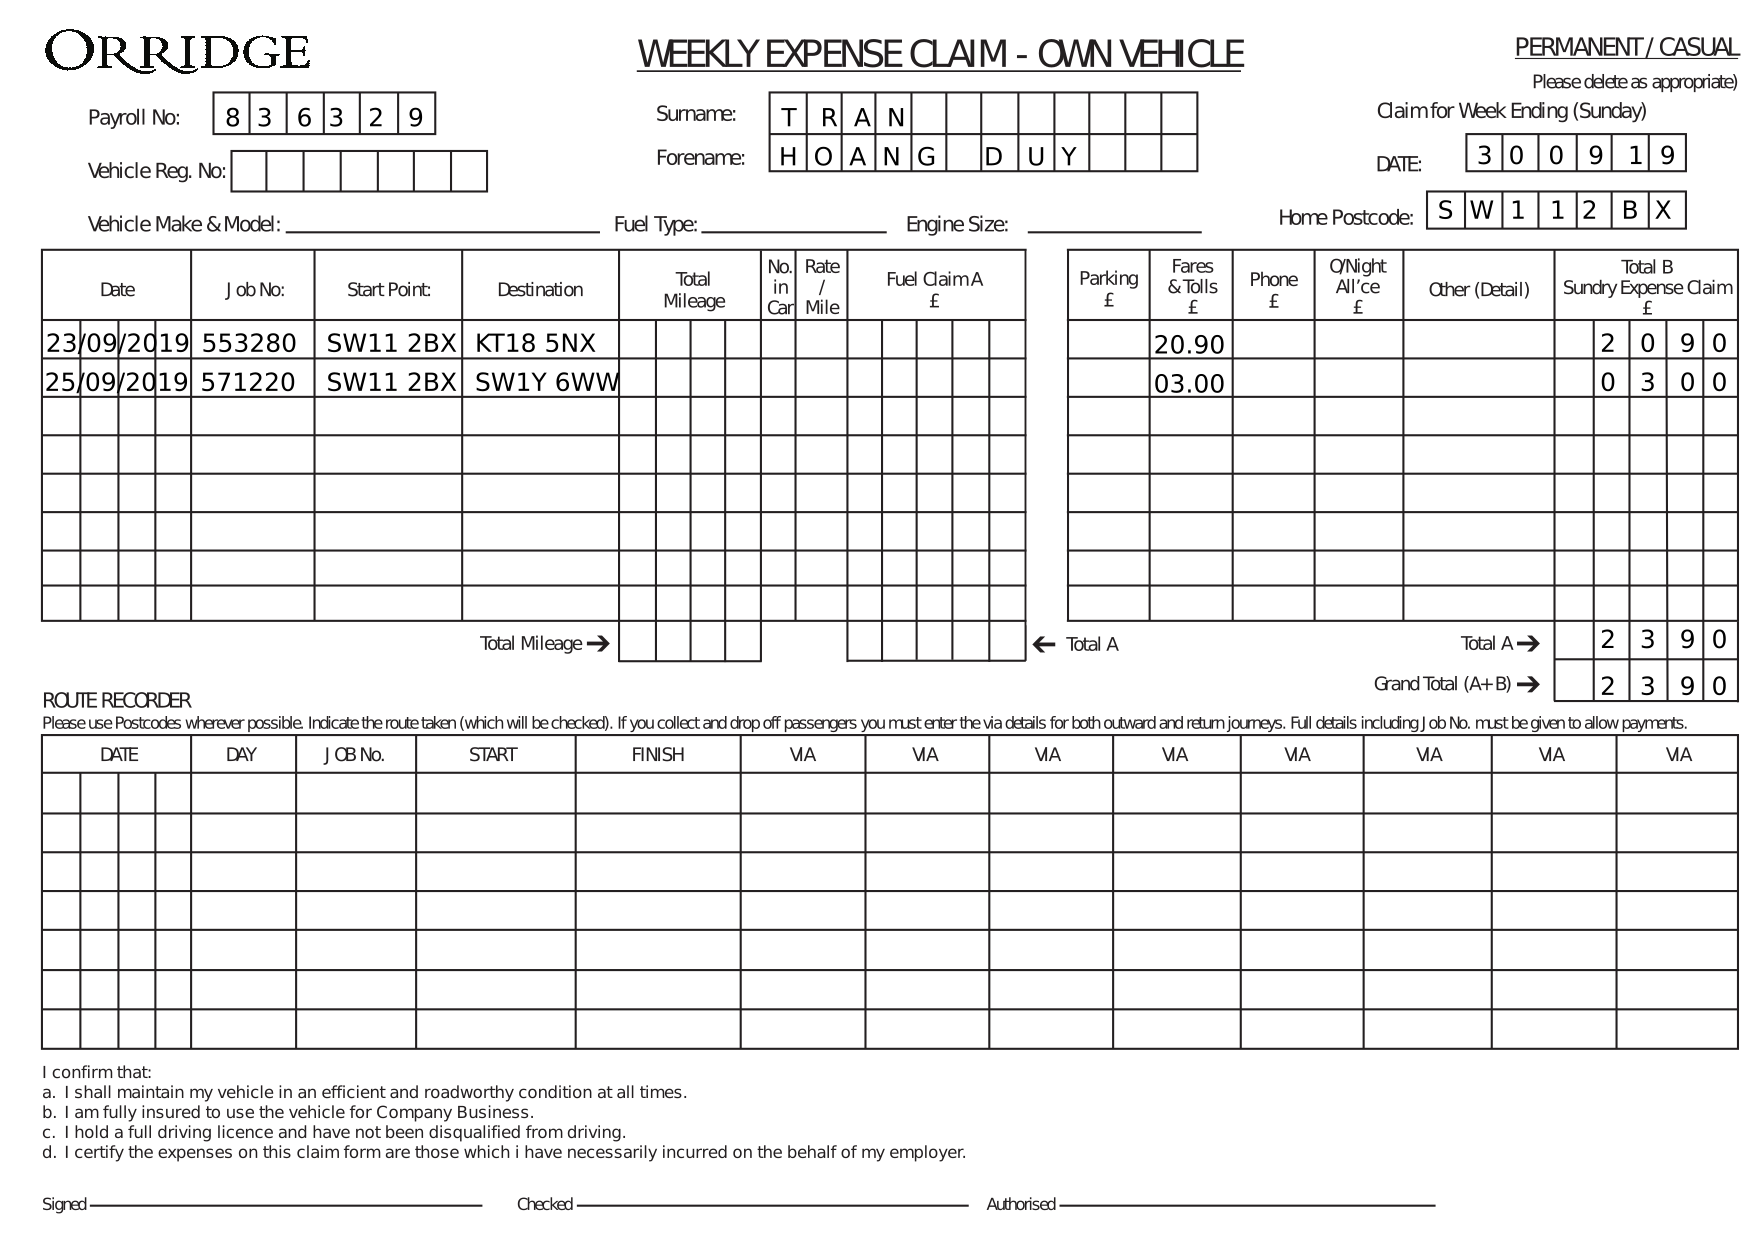 ORRIDGE
WEEKLY EXPENSE CLAIM - OWN VEHICLE
PERMANENT / CASUAL
Please delete as appropriate)
Payroll No: 8 3 6 3 2 9
Surname: T R A N
Claim for Week Ending (Sunday)
Forename: H O A N G D U Y
DATE: 3 0 0 9 1 9
Vehicle Reg. No:
Home Postcode: S W 1 1 2 B X
Vehicle Make & Model: Fuel Type: Engine Size:
Date Job No: Start Point: Destination Total Mileage No. in Car Rate / Mile Fuel Claim A £ Parking £ Fares & Tolls £ Phone £ O/Night All'ce £ Other (Detail) Total B Sundry Expense Claim £
23/09/2019 553280 SW11 2BX KT18 5NX 20.90 2 0 9 0
25/09/2019 571220 SW11 2BX SW1Y 6WW 03.00 0 3 0 0
Total Mileage ➔ ← Total A Total A ➔ 2 3 9 0
Grand Total (A+B) ➔ 2 3 9 0
ROUTE RECORDER
Please use Postcodes wherever possible. Indicate the route taken (which will be checked). If you collect and drop off passengers you must enter the via details for both outward and return journeys. Full details including Job No. must be given to allow payments.
DATE DAY JOB No. START FINISH VIA VIA VIA VIA VIA VIA VIA VIA
I confirm that:
a. I shall maintain my vehicle in an efficient and roadworthy condition at all times.
b. I am fully insured to use the vehicle for Company Business.
c. I hold a full driving licence and have not been disqualified from driving.
d. I certify the expenses on this claim form are those which i have necessarily incurred on the behalf of my employer.
Signed Checked Authorised